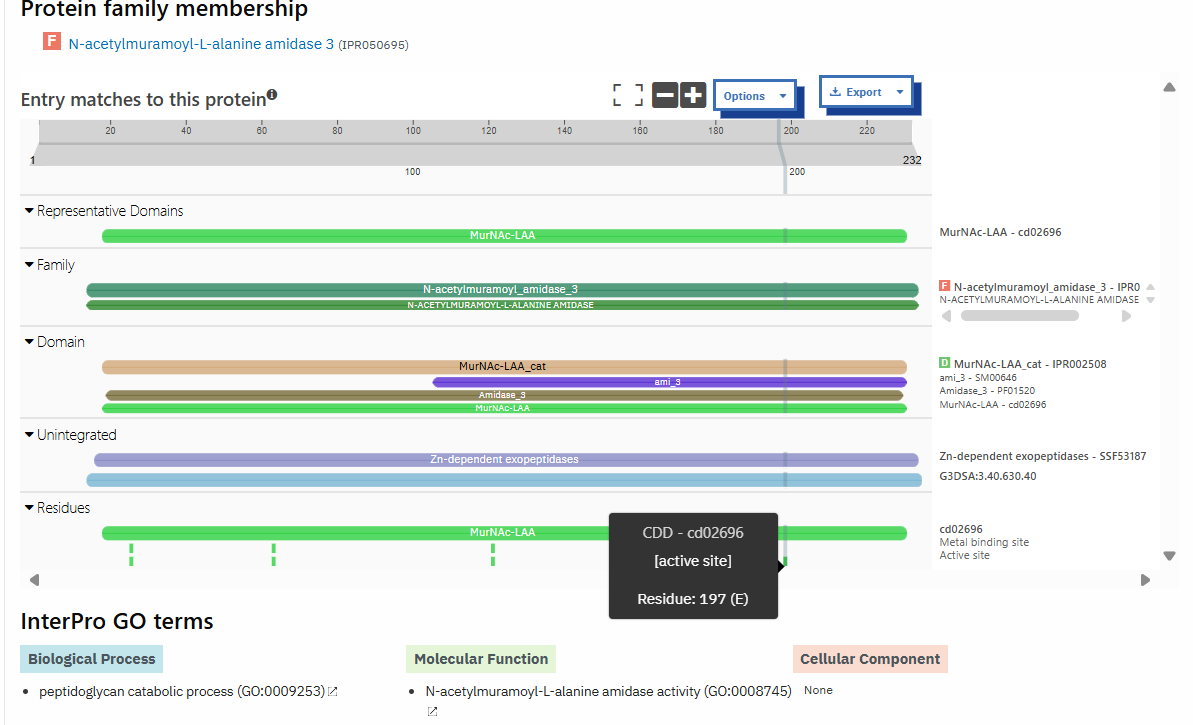 Protein family membership
F N-acetylmuramoyl-L-alanine amidase 3 (IPR050695)
Entry matches to this protein
Options
Export
20 40 60 80 100 120 140 160 180 200 220
1 232
100 200
Representative Domains
MurNAc-LAA MurNAc-LAA - cd02696
Family
N-acetylmuramoyl_amidase_3 F N-acetylmuramoyl_amidase_3 - IPR0
N-ACETYLMURAMOYL-L-ALANINE AMIDASE N-ACETYLMURAMOYL-L-ALANINE AMIDASE
Domain
MurNAc-LAA_cat D MurNAc-LAA_cat - IPR002508
ami_3 ami_3 - SM00646
Amidase_3 Amidase_3 - PF01520
MurNAc-LAA MurNAc-LAA - cd02696
Unintegrated
Zn-dependent exopeptidases Zn-dependent exopeptidases - SSF53187
G3DSA:3.40.630.40
Residues
MurNAc-LAA cd02696
Metal binding site
Active site
CDD - cd02696
[active site]
Residue: 197 (E)
InterPro GO terms
Biological Process Molecular Function Cellular Component
• peptidoglycan catabolic process (GO:0009253) • N-acetylmuramoyl-L-alanine amidase activity (GO:0008745) None